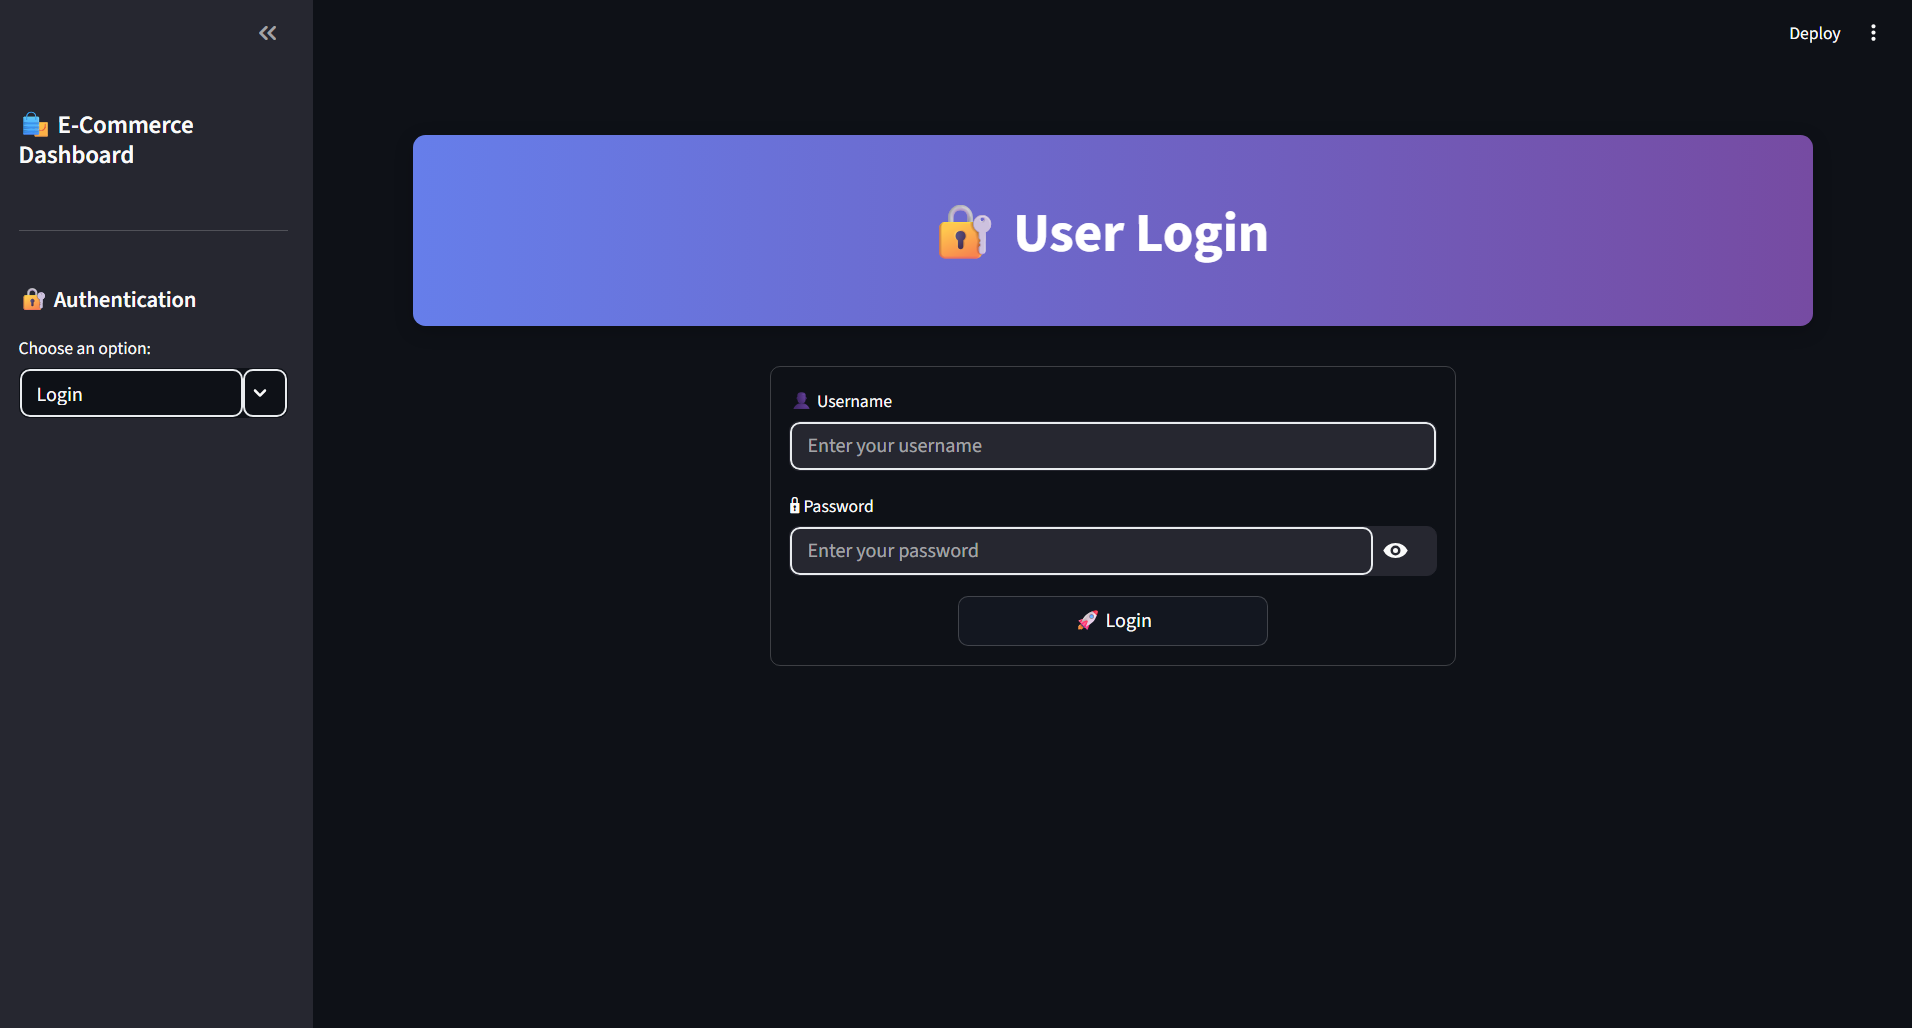 Deploy
🛍️ E-Commerce
Dashboard
🔐 Authentication
Choose an option:
Login
🔐 User Login
👤 Username
Enter your username
🔒 Password
Enter your password
🚀 Login